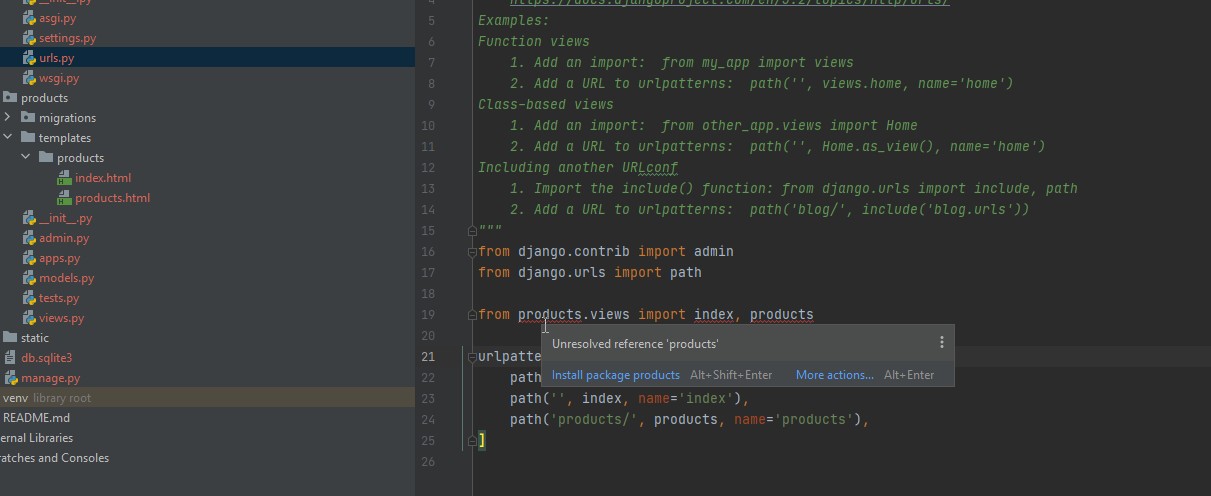 __init__.py
asgi.py
settings.py
urls.py
wsgi.py
products
migrations
templates
products
index.html
products.html
__init__.py
admin.py
apps.py
models.py
tests.py
views.py
static
db.sqlite3
manage.py
venv library root
README.md
ernal Libraries
ratches and Consoles
4 https://docs.djangoproject.com/en/3.2/topics/http/urls/
5 Examples:
6 Function views
7 1. Add an import:  from my_app import views
8 2. Add a URL to urlpatterns:  path('', views.home, name='home')
9 Class-based views
10 1. Add an import:  from other_app.views import Home
11 2. Add a URL to urlpatterns:  path('', Home.as_view(), name='home')
12 Including another URLconf
13 1. Import the include() function: from django.urls import include, path
14 2. Add a URL to urlpatterns:  path('blog/', include('blog.urls'))
15 """
16 from django.contrib import admin
17 from django.urls import path
18
19 from products.views import index, products
20
Unresolved reference 'products'
21 urlpatte
Install package products Alt+Shift+Enter More actions... Alt+Enter
22 path
23 path('', index, name='index'),
24 path('products/', products, name='products'),
25 ]
26